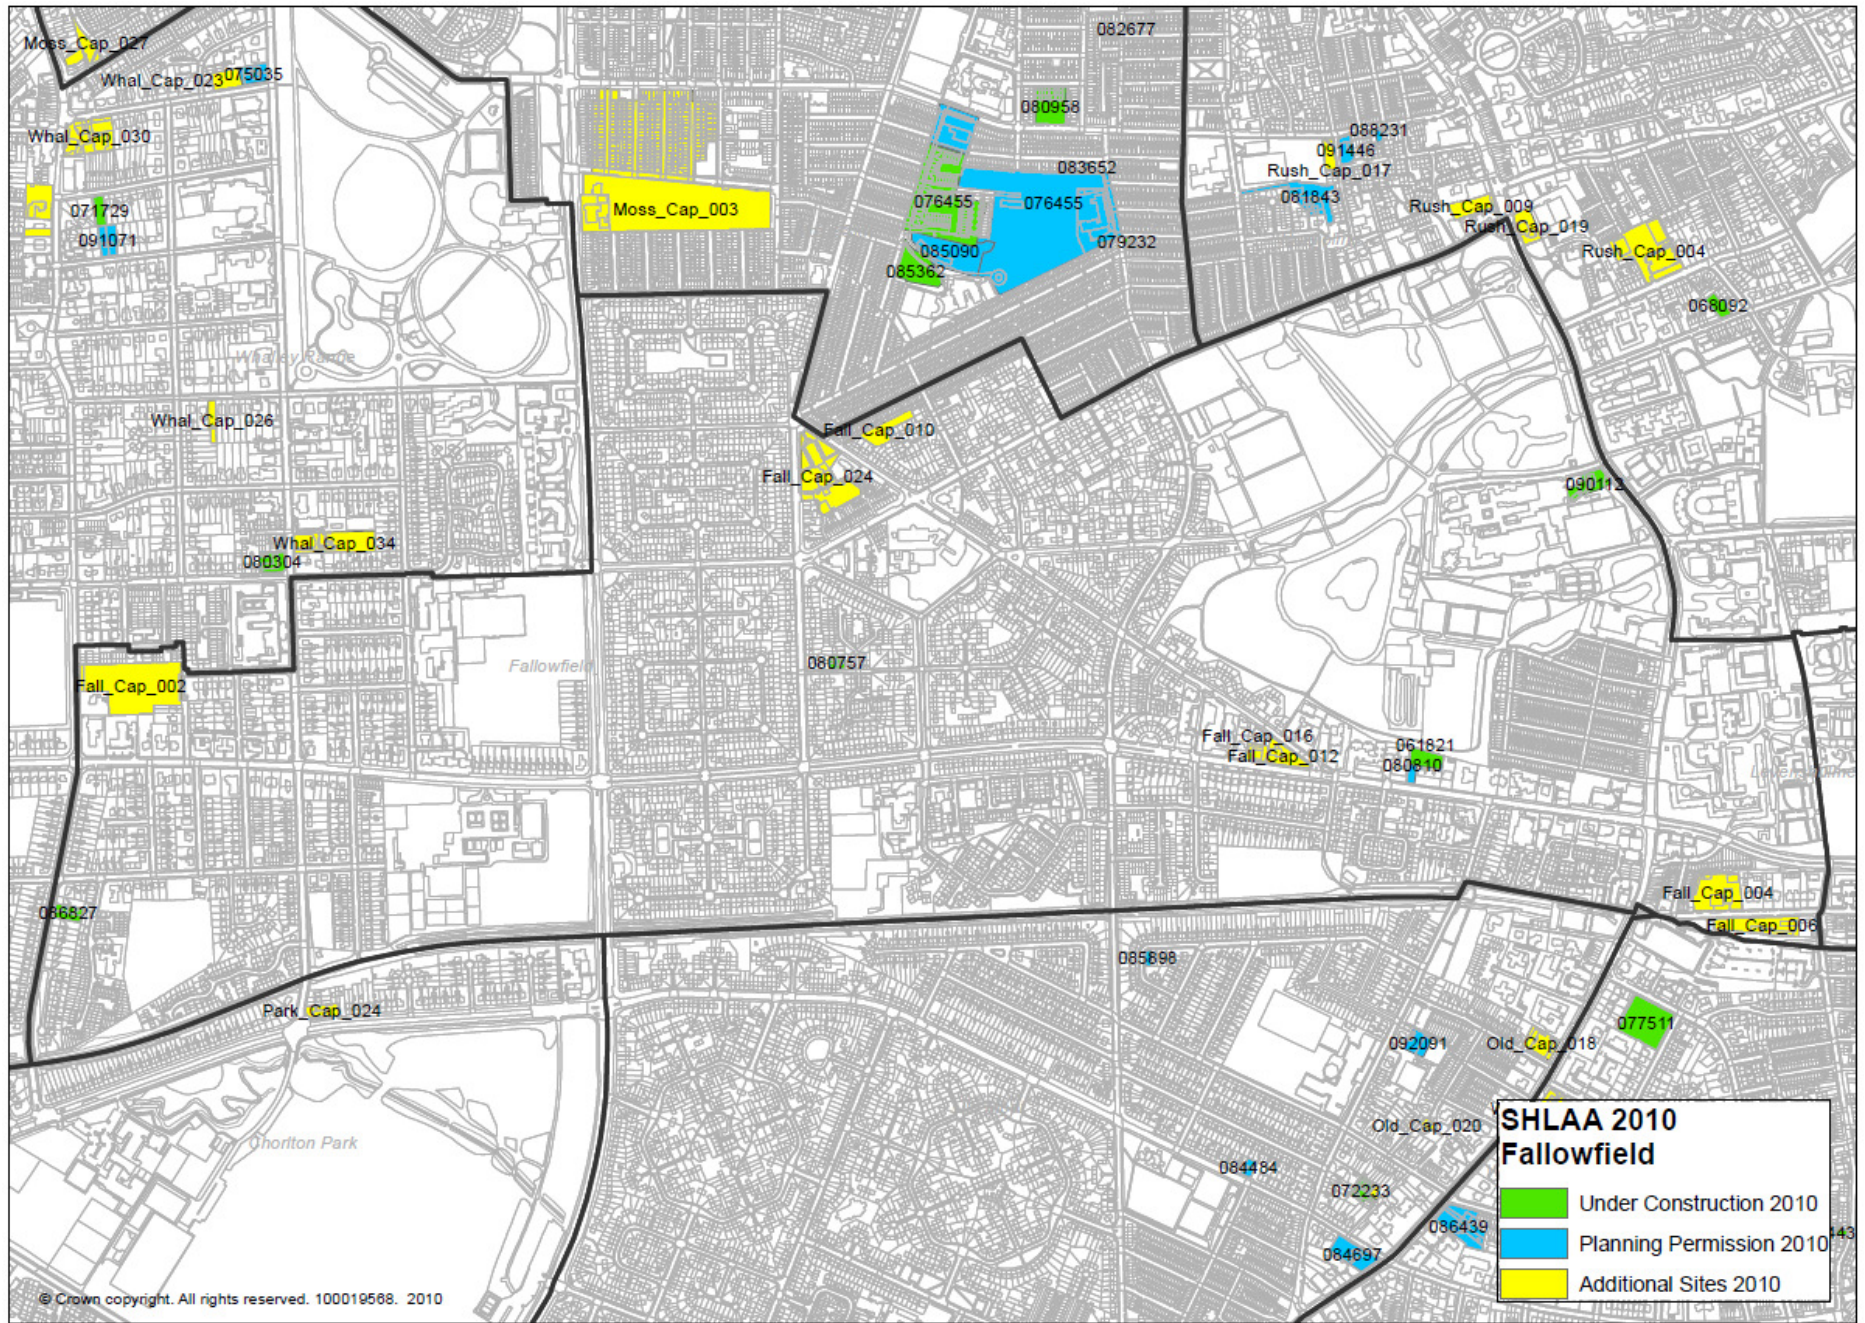 082677
Moss_Cap_027
Whal_Cap_023
075035
080958
Whal_Cap_030
088231
091446
083652
Rush_Cap_017
081843
076455
076455
Moss_Cap_003
071729
Rush_Cap_009
Rush_Cap_019
091071
079232
085090
Rush_Cap_004
085362
068092
Whalley Range
Whal_Cap_026
Fall_Cap_010
Fall_Cap_024
090112
Whal_Cap_034
080304
Fallowfield
080757
Fall_Cap_002
Fall_Cap_016
Fall_Cap_012
061821
080810
Fall_Cap_004
086827
Fall_Cap_006
085898
Park_Cap_024
077511
092091
Old_Cap_018
Old_Cap_020
Chorlton Park
084484
072233
086439
084697
SHLAA 2010
Fallowfield
Under Construction 2010
Planning Permission 2010
443
Additional Sites 2010
© Crown copyright. All rights reserved. 100019568. 2010